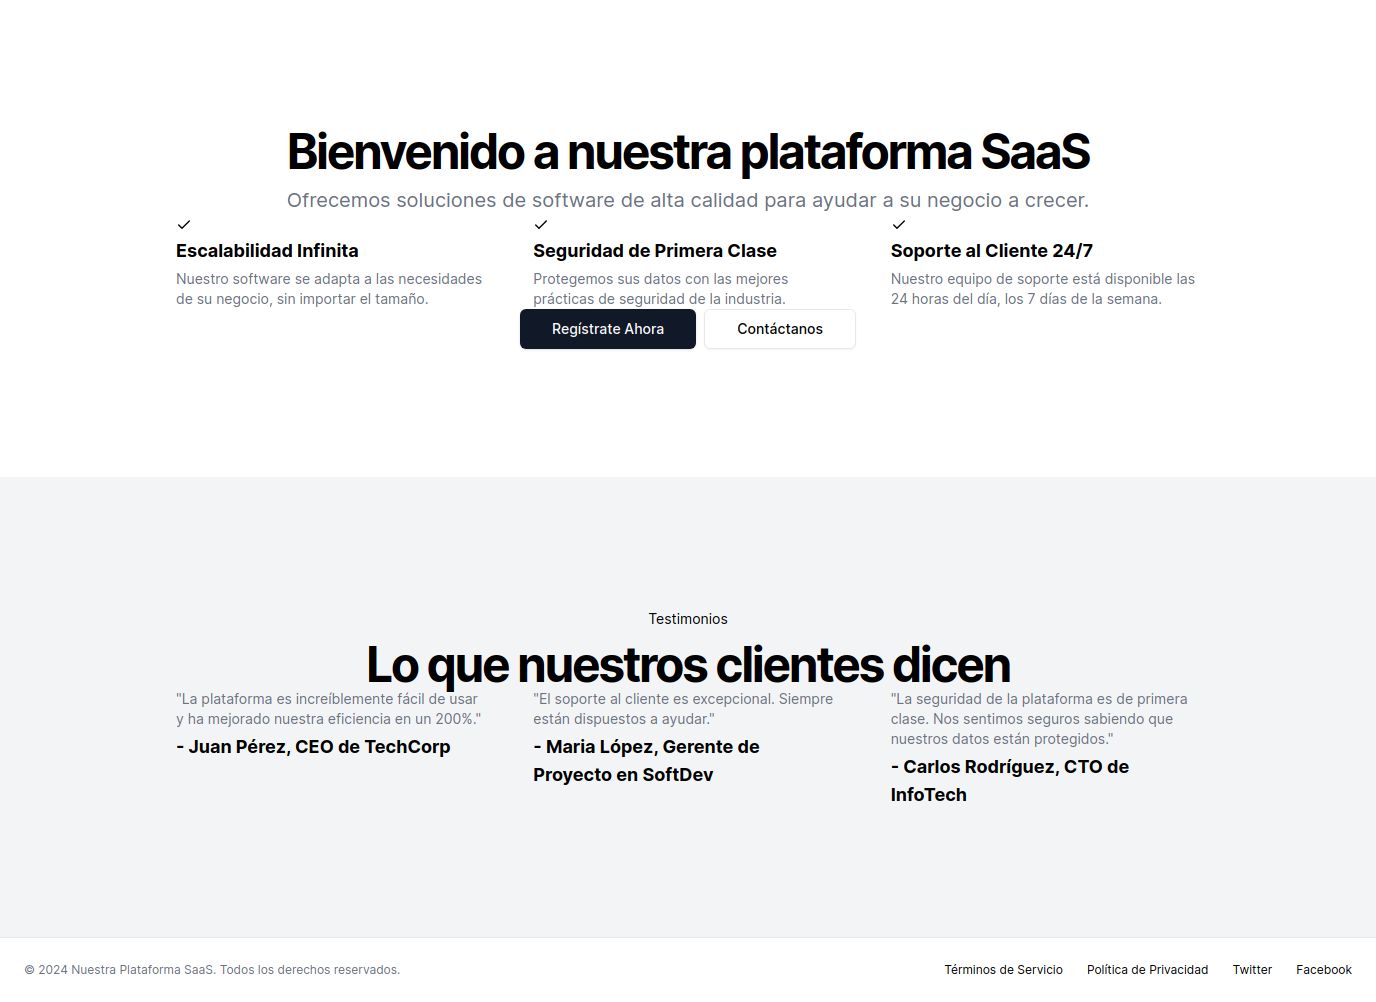 Bienvenido a nuestra plataforma SaaS
Ofrecemos soluciones de software de alta calidad para ayudar a su negocio a crecer.
Escalabilidad Infinita
Nuestro software se adapta a las necesidades
de su negocio, sin importar el tamaño.
Seguridad de Primera Clase
Protegemos sus datos con las mejores
prácticas de seguridad de la industria.
Soporte al Cliente 24/7
Nuestro equipo de soporte está disponible las
24 horas del día, los 7 días de la semana.
Regístrate Ahora
Contáctanos
Testimonios
Lo que nuestros clientes dicen
"La plataforma es increíblemente fácil de usar
y ha mejorado nuestra eficiencia en un 200%."
- Juan Pérez, CEO de TechCorp
"El soporte al cliente es excepcional. Siempre
están dispuestos a ayudar."
- Maria López, Gerente de
Proyecto en SoftDev
"La seguridad de la plataforma es de primera
clase. Nos sentimos seguros sabiendo que
nuestros datos están protegidos."
- Carlos Rodríguez, CTO de
InfoTech
© 2024 Nuestra Plataforma SaaS. Todos los derechos reservados.
Términos de Servicio
Política de Privacidad
Twitter
Facebook